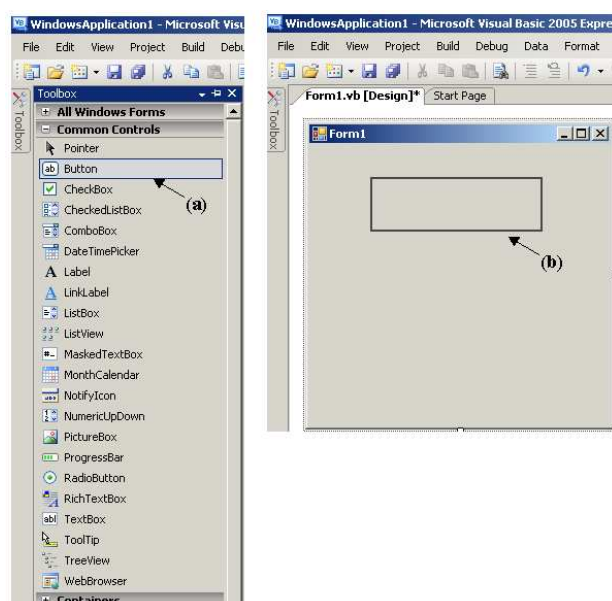 WindowsApplication1 - Microsoft Visu
File Edit View Project Build Debu
Toolbox
Toolbox
All Windows Forms
Common Controls
Pointer
Button
CheckBox
(a)
CheckedListBox
ComboBox
DateTimePicker
A Label
A LinkLabel
ListBox
ListView
MaskedTextBox
MonthCalendar
NotifyIcon
NumericUpDown
PictureBox
ProgressBar
RadioButton
RichTextBox
abl TextBox
ToolTip
TreeView
WebBrowser
Containers
WindowsApplication1 - Microsoft Visual Basic 2005 Expre
File Edit View Project Build Debug Data Format
Toolbox
Form1.vb [Design]* Start Page
Form1
(b)